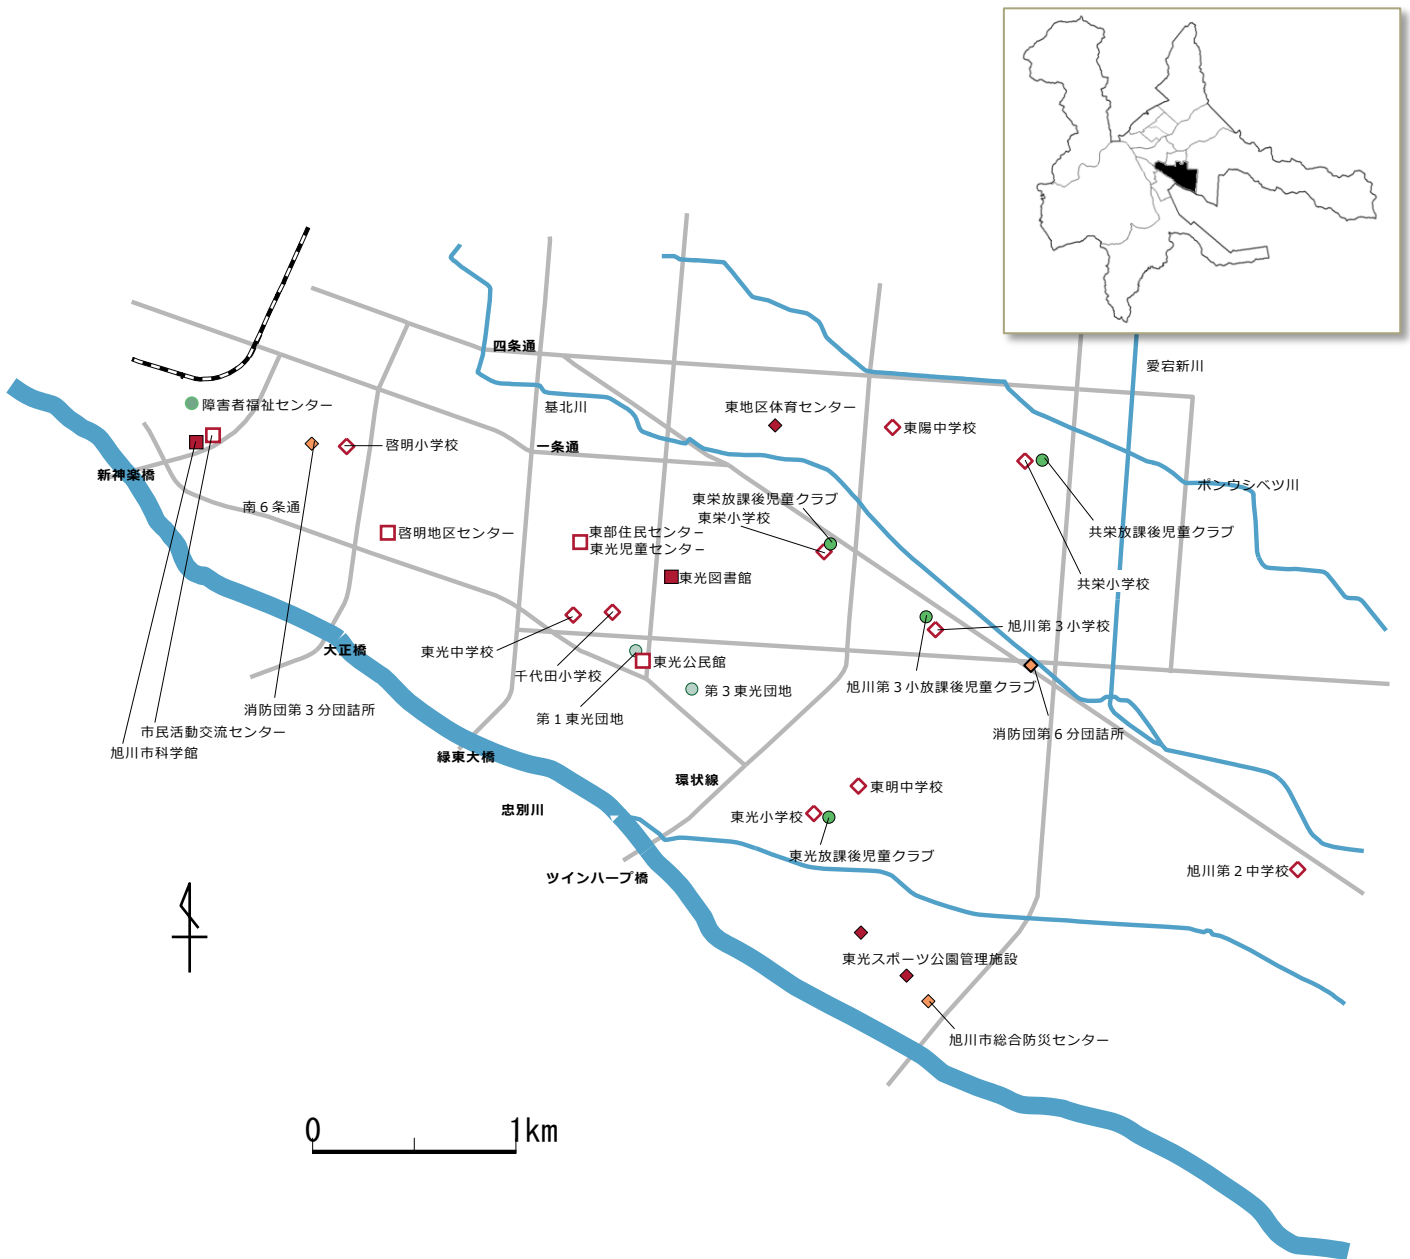 四条通
愛宕新川
障害者福祉センター
基北川
東地区体育センター
東陽中学校
啓明小学校
一条通
新神楽橋
ポンウシベツ川
南6条通
東栄放課後児童クラブ
東栄小学校
啓明地区センター
東部住民センター
東光児童センター
共栄放課後児童クラブ
東光図書館
共栄小学校
旭川第3小学校
大正橋
東光中学校
東光公民館
千代田小学校
第3東光団地
旭川第3小放課後児童クラブ
消防団第3分団詰所
第1東光団地
市民活動交流センター
消防団第6分団詰所
旭川市科学館
緑東大橋
環状線
東明中学校
忠別川
東光小学校
東光放課後児童クラブ
旭川第2中学校
ツインハープ橋
東光スポーツ公園管理施設
旭川市総合防災センター
0 1km